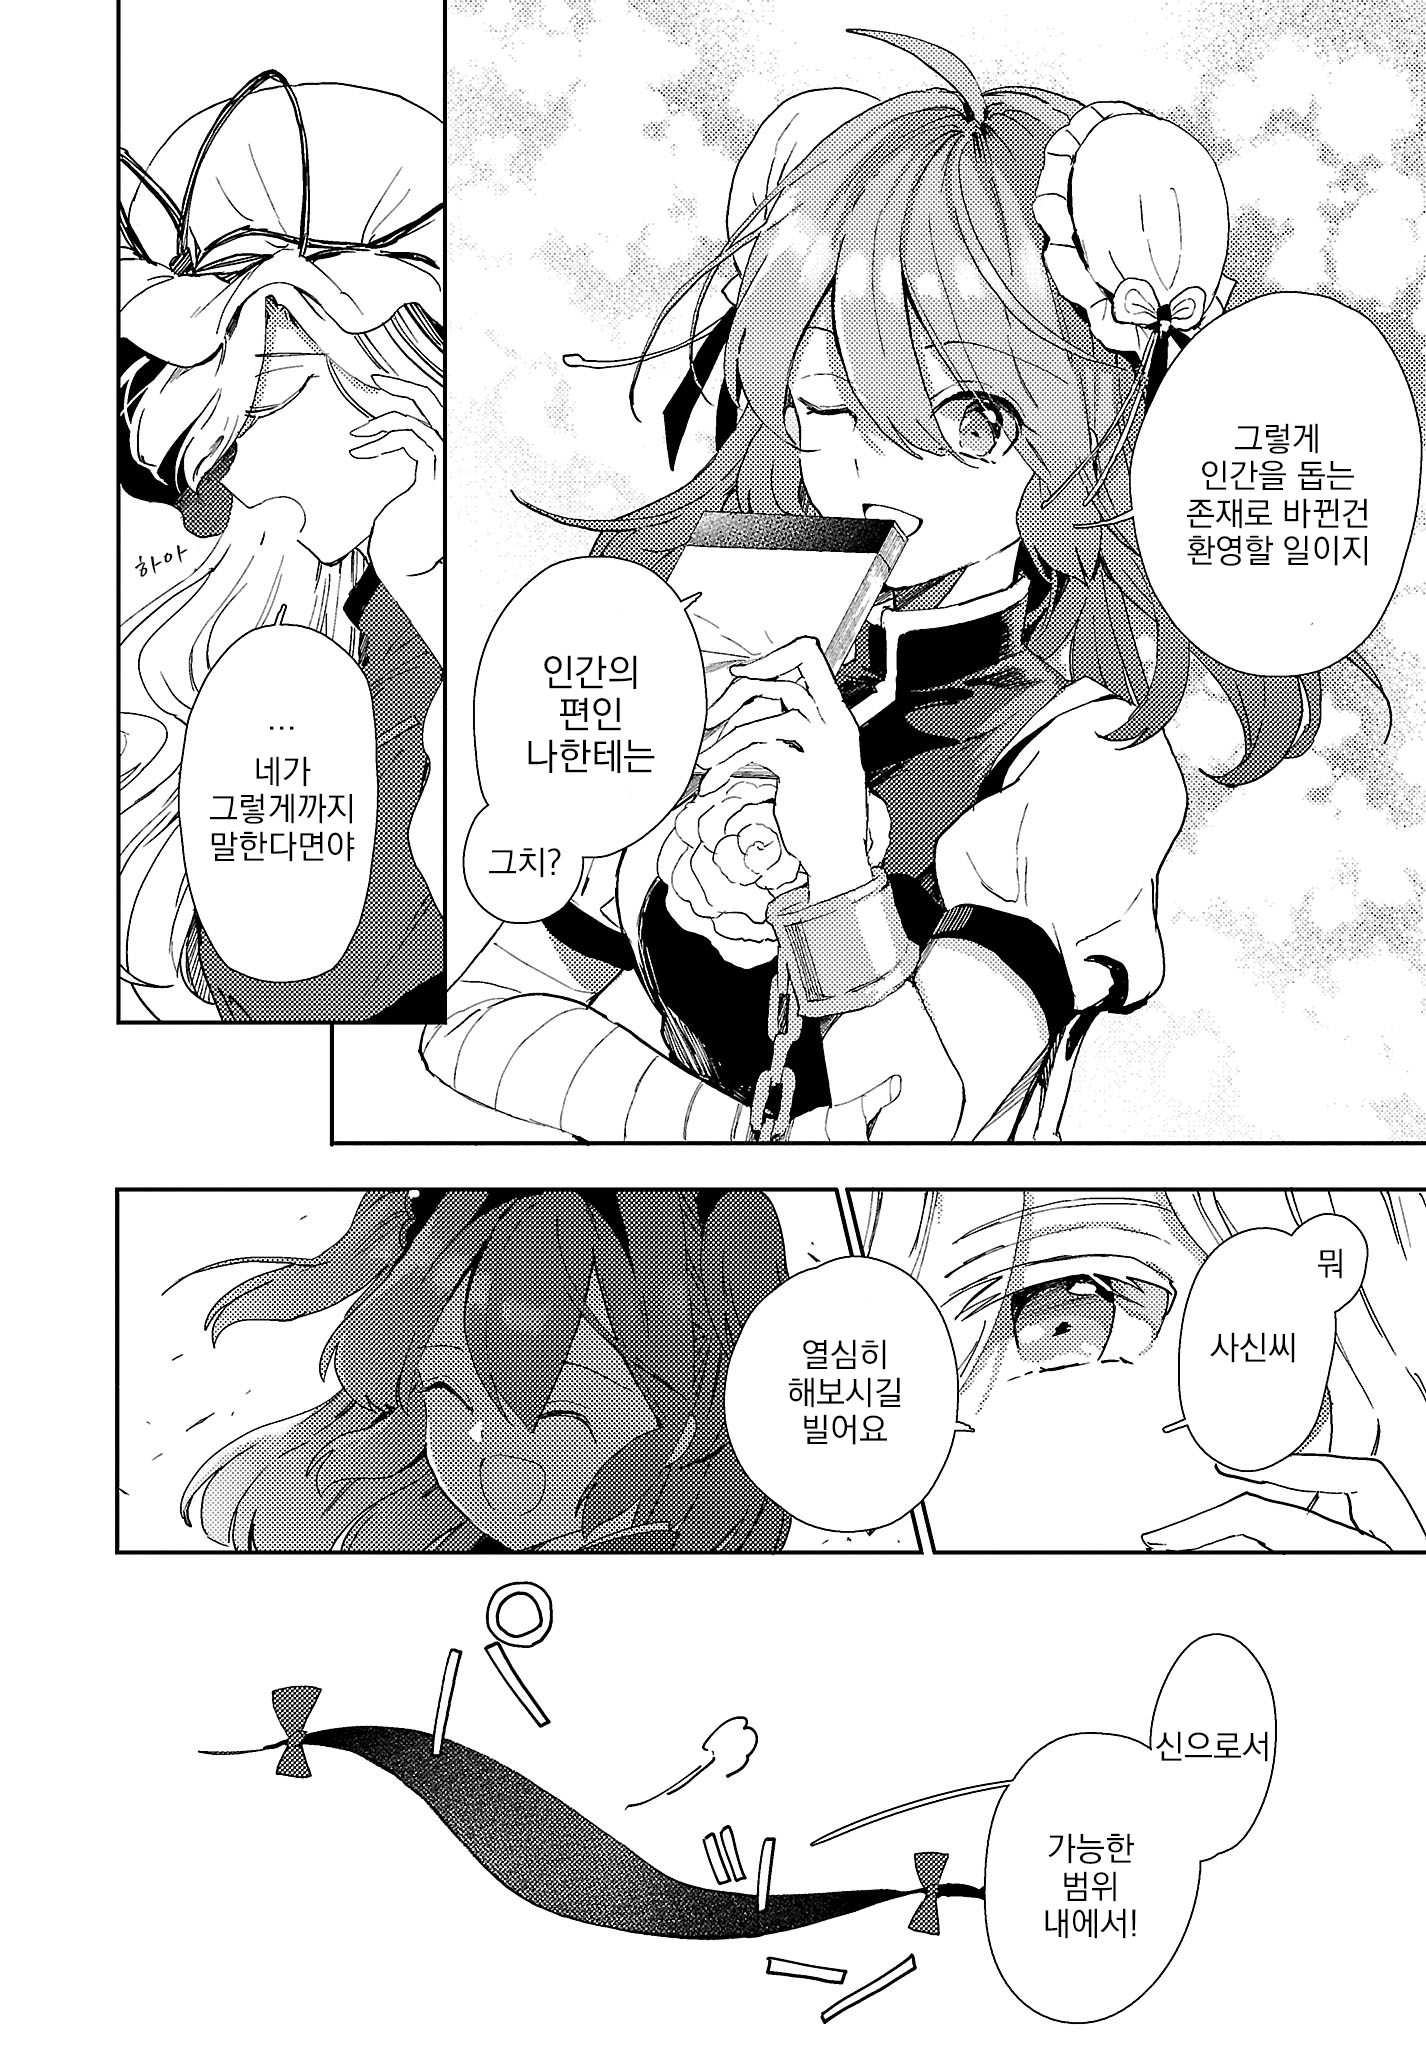 그렇게
인간을 돕는
존재로 바뀐건
환영할 일이지
인간의
편인
나한테는
그치?
하아
...
네가
그렇게까지
말한다면야
뭐
사신씨
열심히
해보시길
빌어요
신으로서
가능한
범위
내에서!